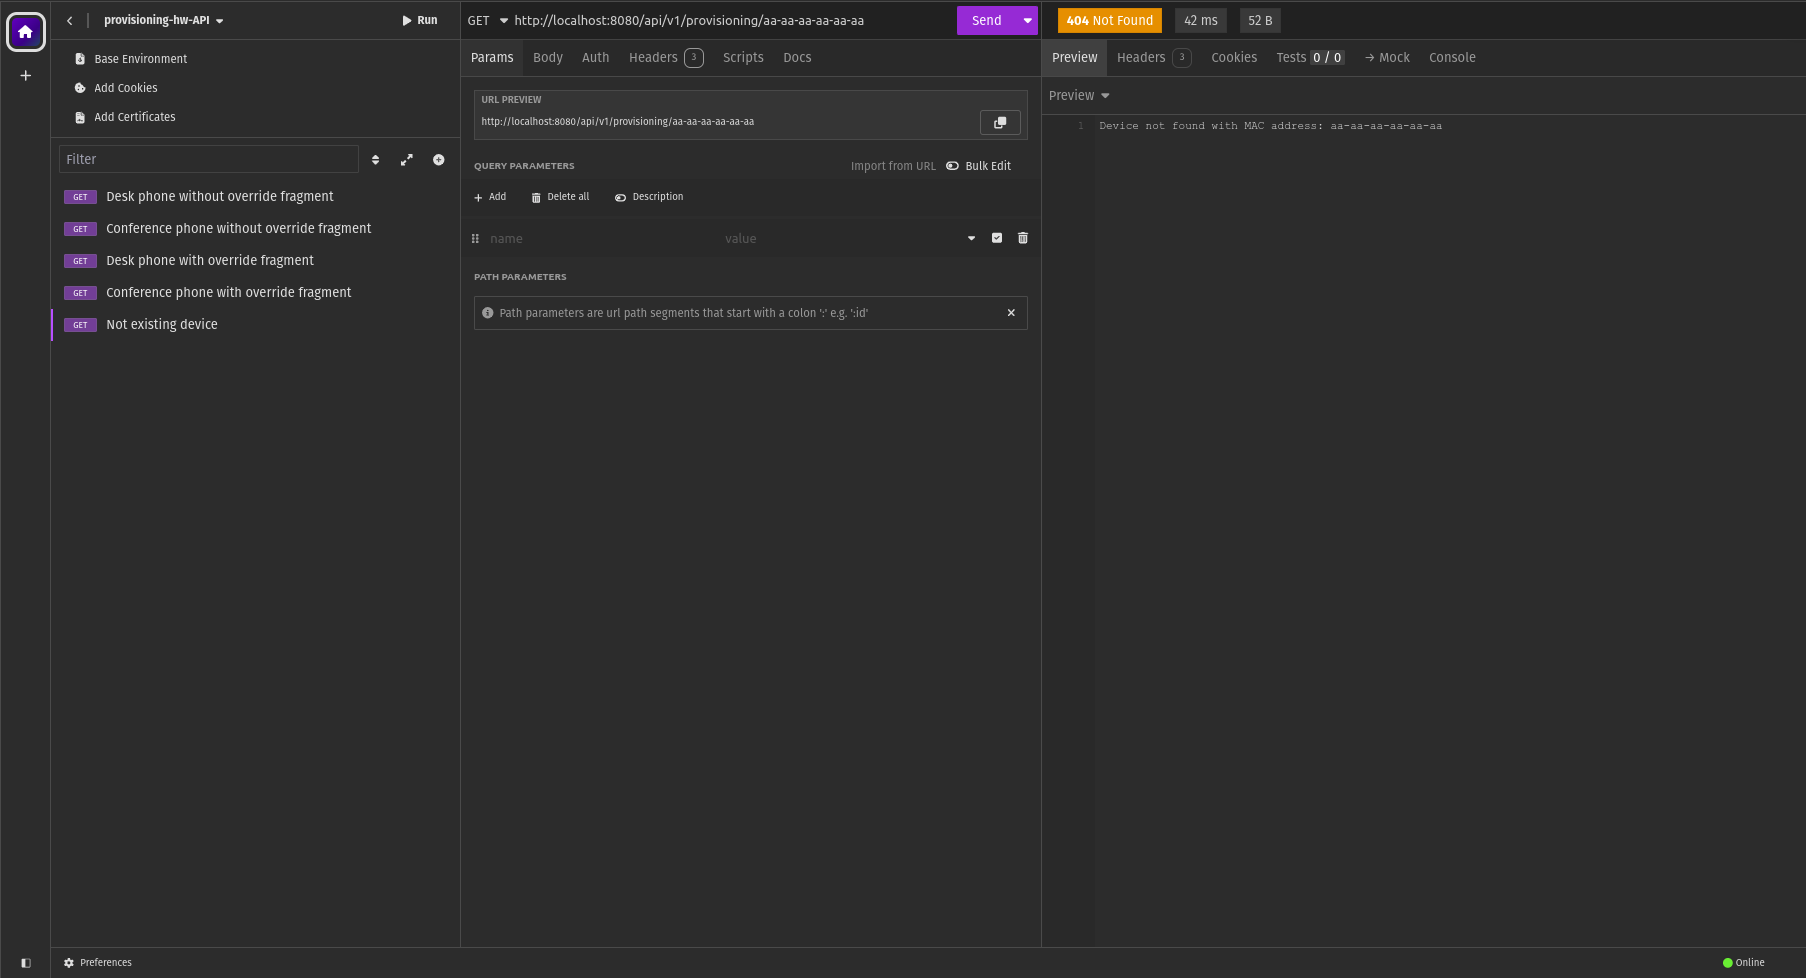 provisioning-hw-API
Run
Base Environment
Add Cookies
Add Certificates
Filter
GET Desk phone without override fragment
GET Conference phone without override fragment
GET Desk phone with override fragment
GET Conference phone with override fragment
GET Not existing device
GET http://localhost:8080/api/v1/provisioning/aa-aa-aa-aa-aa-aa Send
Params Body Auth Headers 3 Scripts Docs
URL PREVIEW
http://localhost:8080/api/v1/provisioning/aa-aa-aa-aa-aa-aa
QUERY PARAMETERS Import from URL Bulk Edit
+ Add Delete all Description
name value
PATH PARAMETERS
Path parameters are url path segments that start with a colon ':' e.g. ':id'
404 Not Found 42 ms 52 B
Preview Headers 3 Cookies Tests 0 / 0 → Mock Console
Preview
1 Device not found with MAC address: aa-aa-aa-aa-aa-aa
Preferences
Online